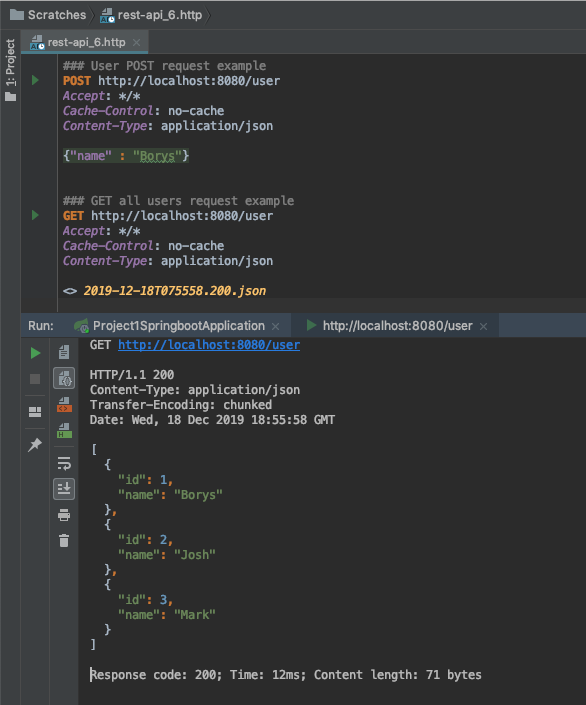 Scratches
rest-api_6.http
rest-api_6.http
1: Project
### User POST request example
POST http://localhost:8080/user
Accept: */*
Cache-Control: no-cache
Content-Type: application/json
{"name" : "Borys"}
### GET all users request example
GET http://localhost:8080/user
Accept: */*
Cache-Control: no-cache
Content-Type: application/json
<> 2019-12-18T075558.200.json
Run: Project1SpringbootApplication http://localhost:8080/user
GET http://localhost:8080/user
HTTP/1.1 200
Content-Type: application/json
Transfer-Encoding: chunked
Date: Wed, 18 Dec 2019 18:55:58 GMT
[
{
"id": 1,
"name": "Borys"
},
{
"id": 2,
"name": "Josh"
},
{
"id": 3,
"name": "Mark"
}
]
Response code: 200; Time: 12ms; Content length: 71 bytes